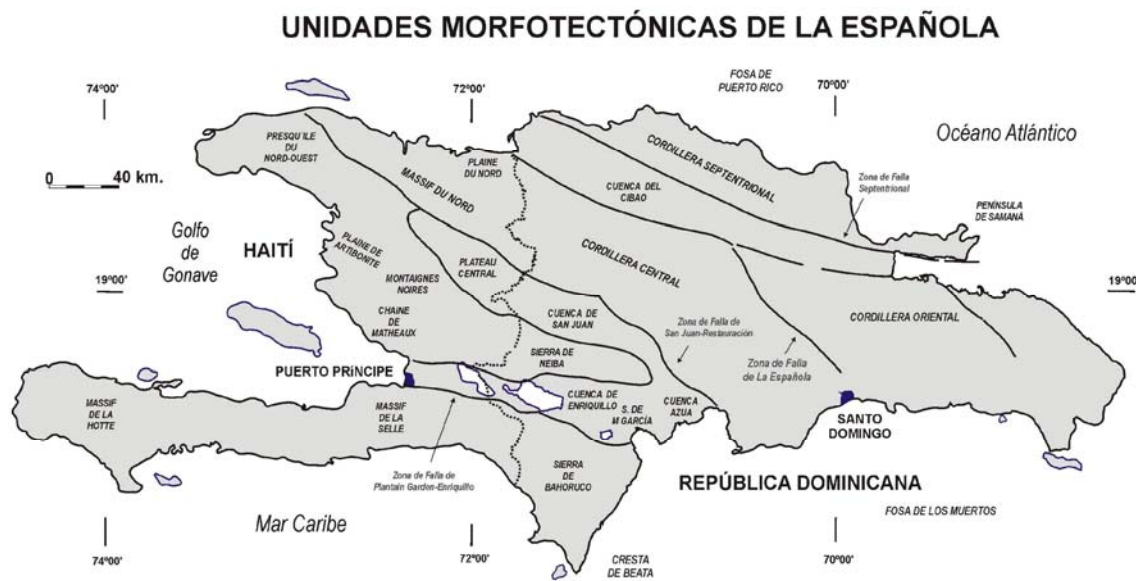 UNIDADES MORFOTECTÓNICAS DE LA ESPAÑOLA
74º00'
72º00'
FOSA DE
PUERTO RICO
70º00'
Océano Atlántico
PRESQU'ILE
DU
NORD-OUEST
PLAINE
DU NORD
MASSIF DU NORD
CORDILLERA SEPTENTRIONAL
CUENCA DEL
CIBAO
Zona de Falla
Septentrional
PENÍNSULA
DE SAMANÁ
0 40 km.
Golfo
de
Gonave
HAITÍ
PLAINE DE
ARTIBONITE
PLATEAU
CENTRAL
MONTAIGNES
NOIRES
CORDILLERA CENTRAL
19º00'
19º00'
CHAINE
DE
MATHEAUX
CUENCA DE
SAN JUAN
Zona de Falla de
San Juan-Restauración
CORDILLERA ORIENTAL
SIERRA DE
NEIBA
Zona de Falla
de La Española
PUERTO PRíNCIPE
CUENCA DE
ENRIQUILLO
S. DE
M GARCÍA
CUENCA
AZUA
MASSIF
DE LA
HOTTE
MASSIF
DE LA
SELLE
SANTO
DOMINGO
Zona de Falla de
Plantain Garden-Enriquillo
SIERRA
DE
BAHORUCO
REPÚBLICA DOMINICANA
FOSA DE LOS MUERTOS
Mar Caribe
74º00'
72º00'
70º00'
CRESTA
DE BEATA